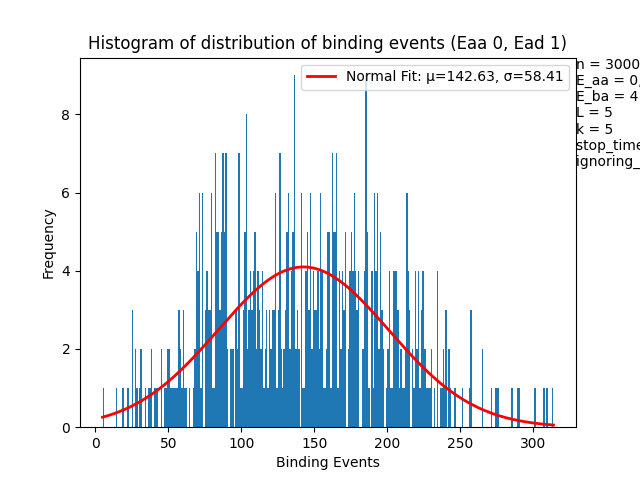 Histogram of distribution of binding events (Eaa 0, Ead 1)
Normal Fit: μ=142.63, σ=58.41
n = 3000
E_aa = 0,
E_ba = 4
L = 5
k = 5
stop_time
ignoring_
Frequency
8
6
4
2
0
0 50 100 150 200 250 300
Binding Events